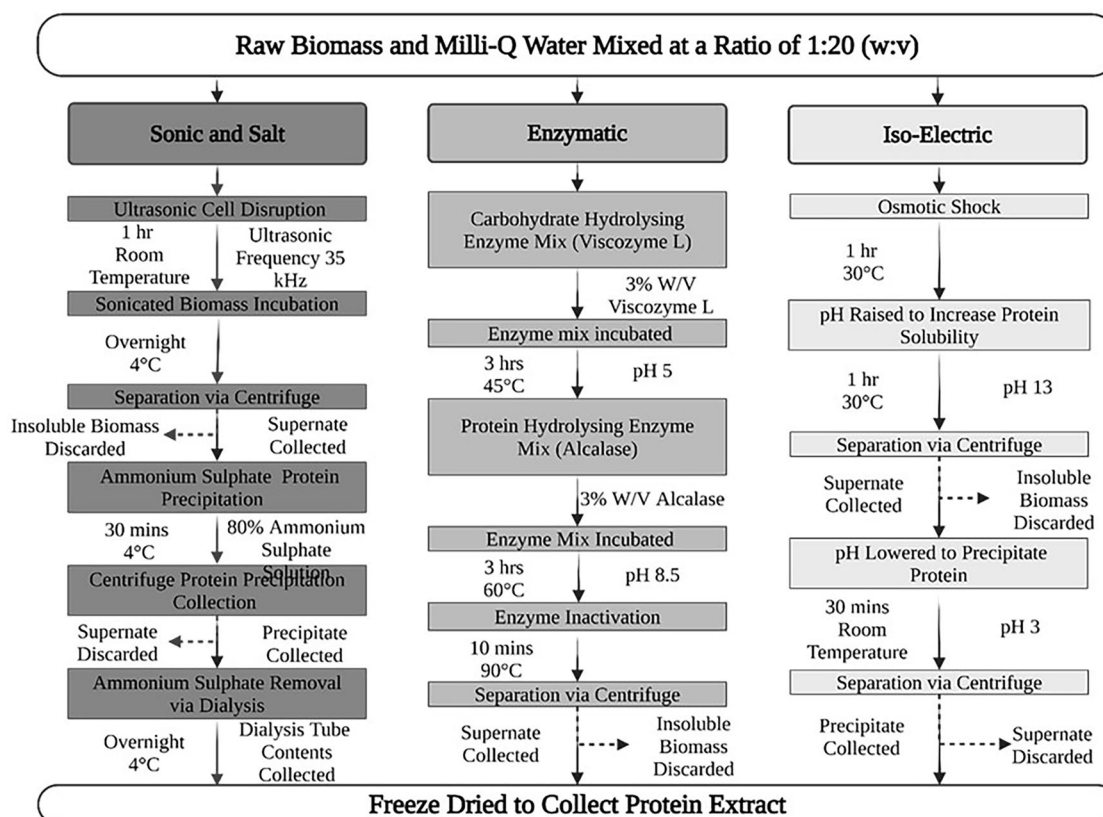 Raw Biomass and Milli-Q Water Mixed at a Ratio of 1:20 (w:v)
Sonic and Salt
Ultrasonic Cell Disruption
1 hr
Room
Temperature
Ultrasonic
Frequency 35
kHz
Sonicated Biomass Incubation
Overnight
4°C
Separation via Centrifuge
Insoluble Biomass
Discarded
Supernate
Collected
Ammonium Sulphate Protein
Precipitation
30 mins
4°C
80% Ammonium
Sulphate
Solution
Centrifuge Protein Precipitation
Collection
Supernate
Discarded
Precipitate
Collected
Ammonium Sulphate Removal
via Dialysis
Overnight
4°C
Dialysis Tube
Contents
Collected
Enzymatic
Carbohydrate Hydrolysing
Enzyme Mix (Viscozyme L)
3% W/V
Viscozyme L
Enzyme mix incubated
3 hrs
45°C
pH 5
Protein Hydrolysing Enzyme
Mix (Alcalase)
3% W/V Alcalase
Enzyme Mix Incubated
3 hrs
60°C
pH 8.5
Enzyme Inactivation
10 mins
90°C
Separation via Centrifuge
Supernate
Collected
Insoluble
Biomass
Discarded
Iso-Electric
Osmotic Shock
1 hr
30°C
pH Raised to Increase Protein
Solubility
1 hr
30°C
pH 13
Separation via Centrifuge
Supernate
Collected
Insoluble
Biomass
Discarded
pH Lowered to Precipitate
Protein
30 mins
Room
Temperature
pH 3
Separation via Centrifuge
Precipitate
Collected
Supernate
Discarded
Freeze Dried to Collect Protein Extract